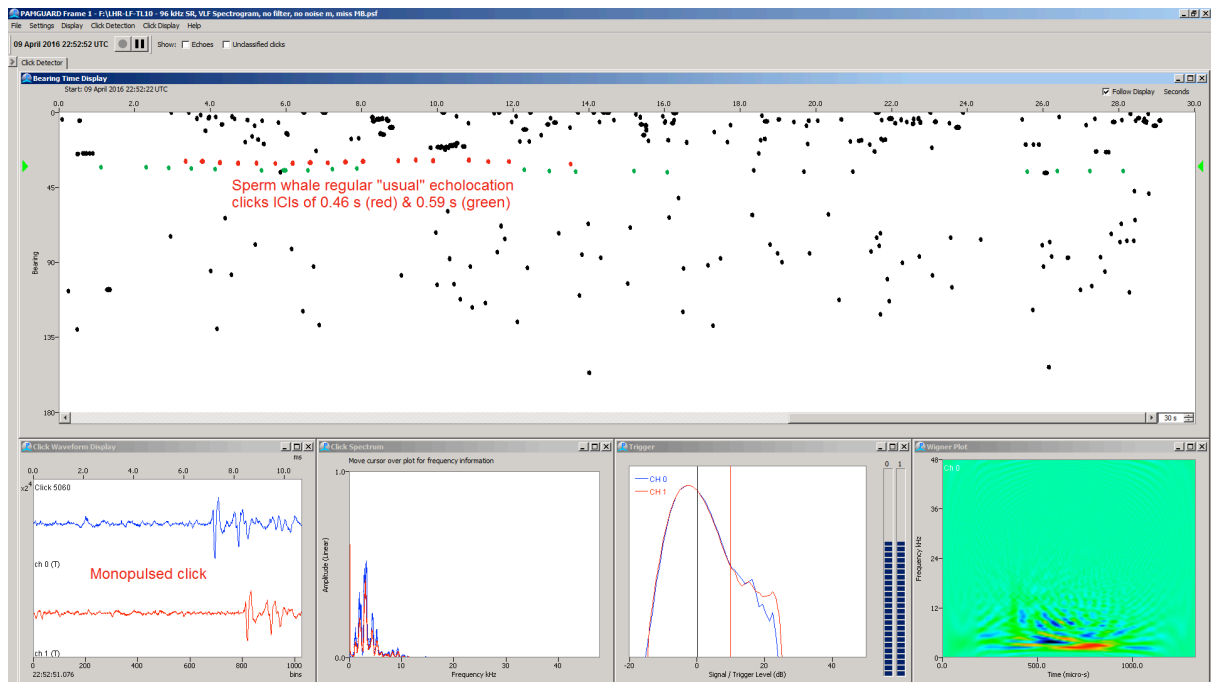 PAMGUARD Frame 1 - F:\LHR-LF-TL10 - 96 kHz SR, VLF Spectrogram, no filter, no noise m, miss MB.psf
File Settings Display Click Detection Click Display Help
09 April 2016 22:52:52 UTC Show: Echoes Unclassified clicks
Click Detector
Bearing Time Display
Start: 09 April 2016 22:52:22 UTC Follow Display Seconds
0.0 2.0 4.0 6.0 8.0 10.0 12.0 14.0 16.0 18.0 20.0 22.0 24.0 26.0 28.0 30.0
0
45
90
135
180
Bearing
Sperm whale regular "usual" echolocation
clicks ICIs of 0.46 s (red) & 0.59 s (green)
30 s
Click Waveform Display
ms
0.0 2.0 4.0 6.0 8.0 10.0
x2⁴ Click 5060
ch 0 (T)
Monopulsed click
ch 1 (T)
0 200 400 600 800 1000
22:52:51.076 bins
Click Spectrum
Move cursor over plot for frequency information
1.0
Amplitude (Linear)
0.0
0 10 20 30 40
Frequency kHz
Trigger
0 1
CH 0
CH 1
-20 0 20 40
Signal / Trigger Level (dB)
Wigner Plot
Ch 0
48
36
24
12
0
Frequency kHz
0.0 500.0 1000.0
Time (micro-s)